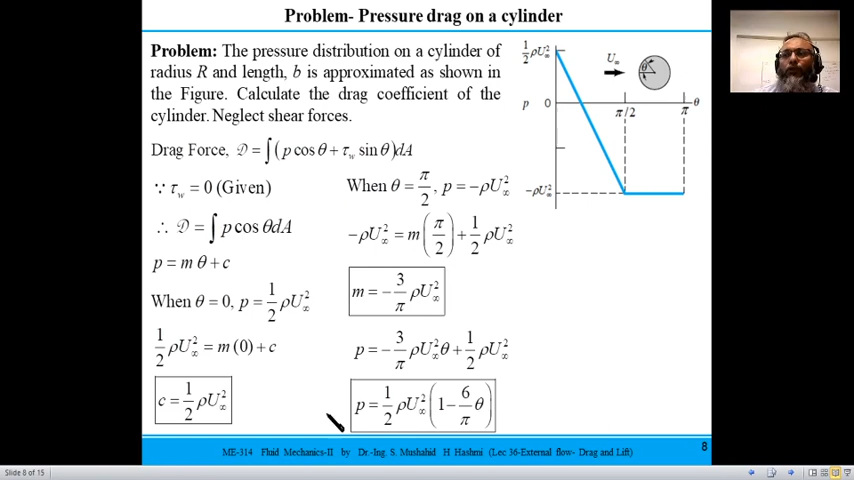 Problem- Pressure drag on a cylinder
Problem: The pressure distribution on a cylinder of
radius R and length, b is approximated as shown in
the Figure. Calculate the drag coefficient of the
cylinder. Neglect shear forces.
Drag Force, 𝒟 = ∫(p cos θ + τ_w sin θ)dA
∵ τ_w = 0 (Given)
∴ 𝒟 = ∫ p cos θ dA
p = m θ + c
When θ = 0, p = 1/2 ρU∞²
1/2 ρU∞² = m(0) + c
c = 1/2 ρU∞²
When θ = π/2, p = -ρU∞²
-ρU∞² = m(π/2) + 1/2 ρU∞²
m = -3/π ρU∞²
p = -3/π ρU∞² θ + 1/2 ρU∞²
p = 1/2 ρU∞² (1 - 6/π θ)
1/2 ρU∞²
U∞
θ
p 0
π/2
π
θ
-ρU∞²
ME-314 Fluid Mechanics-II by Dr.-Ing. S. Mushahid H Hashmi (Lec 36-External flow- Drag and Lift)
8
Slide 8 of 15